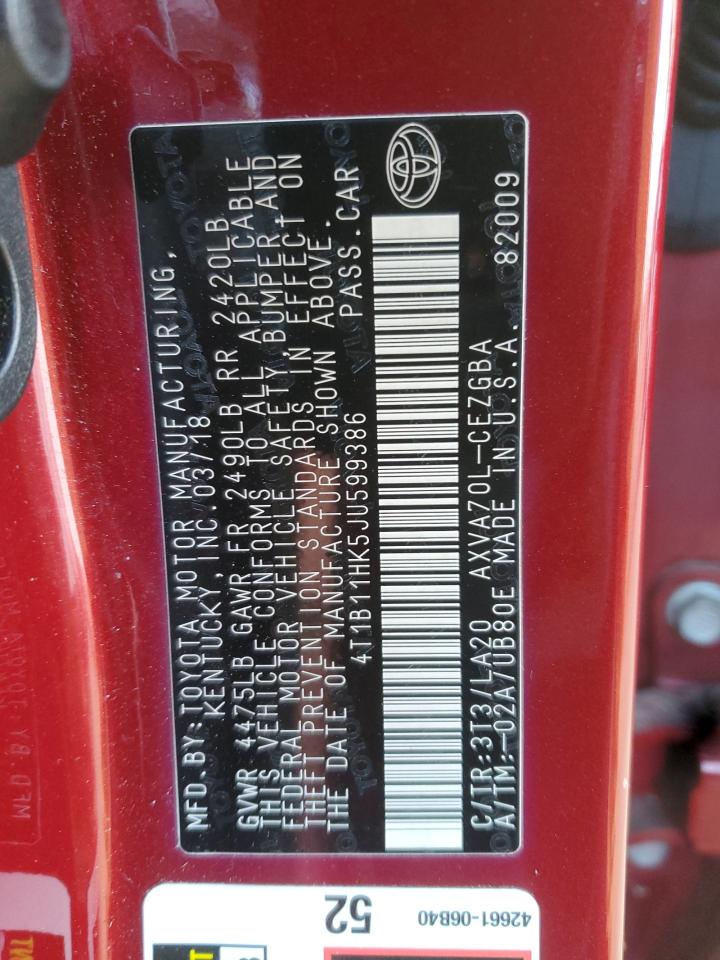 MFD.BY:TOYOTA MOTOR MANUFACTURING,
KENTUCKY, INC.03/18
GVWR 4475LB GAWR FR 2490LB RR 2420LB
THIS VEHICLE CONFORMS TO ALL APPLICABLE
FEDERAL MOTOR VEHICLE SAFETY,BUMPER,AND
THEFT PREVENTION STANDARDS IN EFFECT ON
THE DATE OF MANUFACTURE SHOWN ABOVE.
4T1B11HK5JU599386 PASS.CAR
C/TR:3T3/LA20 AXVA70L-CEZGBA
A/TM:-02A/UB80E MADE IN U.S.A. 82009
52
42661-06B40